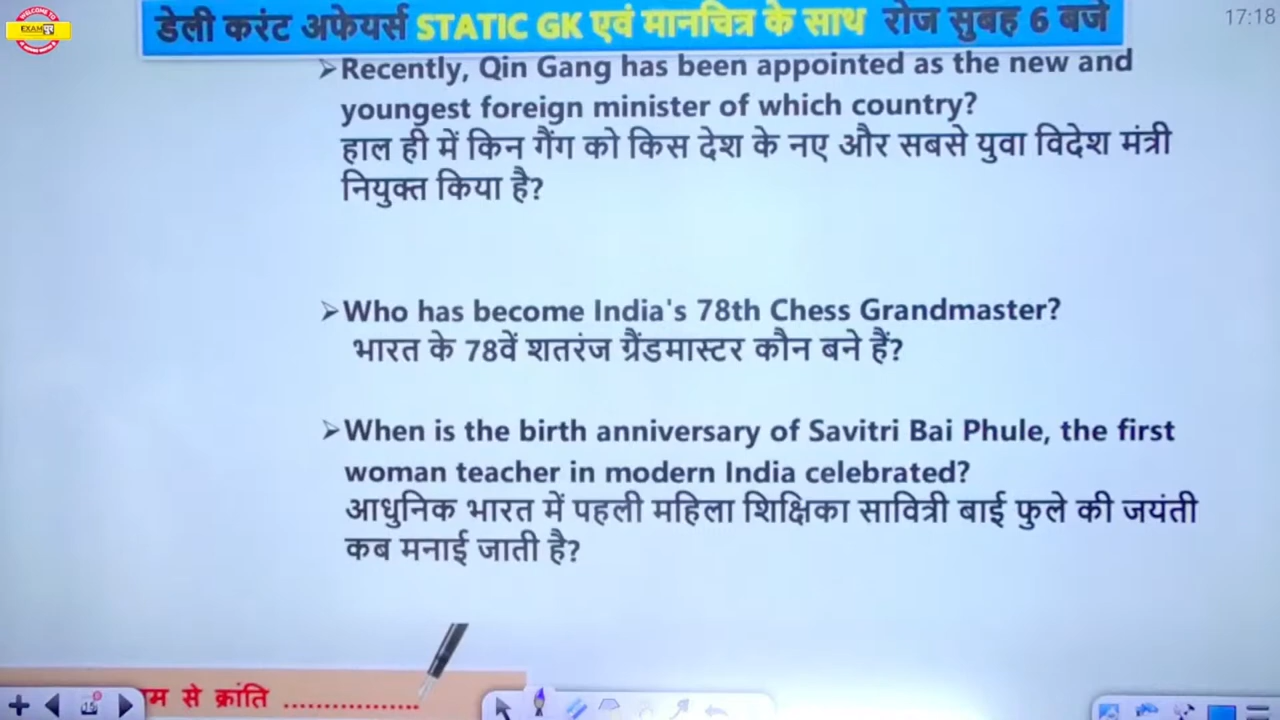 WELCOME TO
EXAM
डेली करंट अफेयर्स STATIC GK एवं मानचित्र के साथ रोज सुबह 6 बजे
17:18
➢Recently, Qin Gang has been appointed as the new and
youngest foreign minister of which country?
हाल ही में किन गैंग को किस देश के नए और सबसे युवा विदेश मंत्री
नियुक्त किया है?
➢Who has become India's 78th Chess Grandmaster?
भारत के 78वें शतरंज ग्रैंडमास्टर कौन बने हैं?
➢When is the birth anniversary of Savitri Bai Phule, the first
woman teacher in modern India celebrated?
आधुनिक भारत में पहली महिला शिक्षिका सावित्री बाई फुले की जयंती
कब मनाई जाती है?
से क्रांति .................